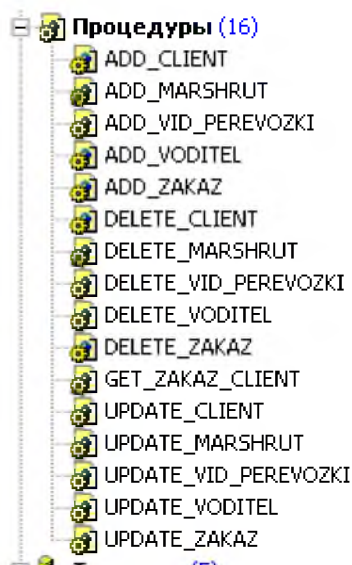 Процедуры (16)
ADD_CLIENT
ADD_MARSHRUT
ADD_VID_PEREVOZKI
ADD_VODITEL
ADD_ZAKAZ
DELETE_CLIENT
DELETE_MARSHRUT
DELETE_VID_PEREVOZKI
DELETE_VODITEL
DELETE_ZAKAZ
GET_ZAKAZ_CLIENT
UPDATE_CLIENT
UPDATE_MARSHRUT
UPDATE_VID_PEREVOZKI
UPDATE_VODITEL
UPDATE_ZAKAZ